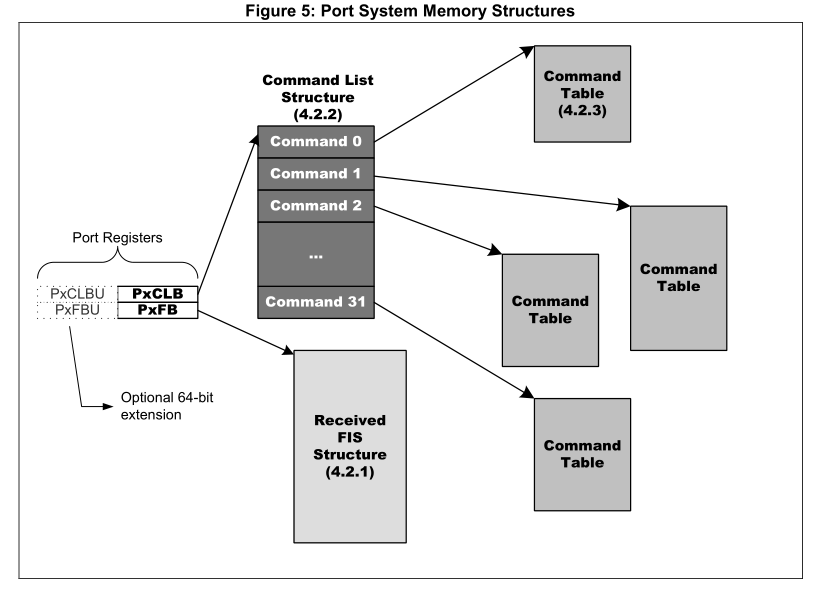 Figure 5: Port System Memory Structures
Command List
Structure
(4.2.2)
Command 0
Command 1
Command 2
...
Command 31
Command
Table
(4.2.3)
Command
Table
Command
Table
Command
Table
Port Registers
PxCLBU PxCLB
PxFBU PxFB
Optional 64-bit
extension
Received
FIS
Structure
(4.2.1)